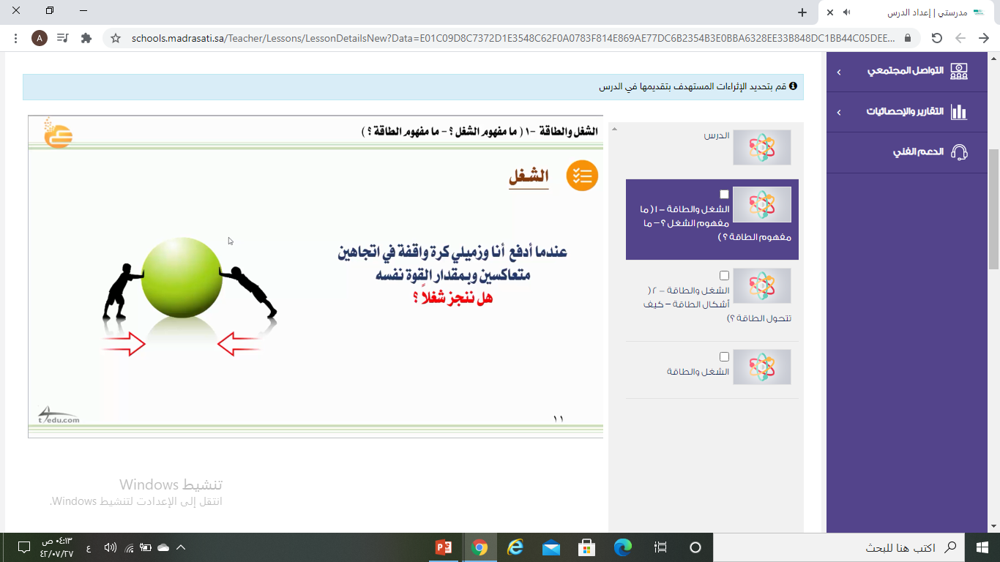 مدرستي | إعداد الدرس
schools.madrasati.sa/Teacher/Lessons/LessonDetailsNew?Data=E01C09D8C7372D1E3548C62F0A0783F814E869AE77DC6B2354B3E0BBA6328EE33B848DC1BB44C05DEE...
A
التواصل المجتمعي
التقارير والإحصائيات
الدعم الفني
قم بتحديد الإثراءات المستهدف بتقديمها في الدرس
الدرس
الشغل والطاقة - ١( ما
مفهوم الشغل ؟ - ما
مفهوم الطاقة ؟ )
الشغل والطاقة - ٢(
أشكال الطاقة - كيف
تتحول الطاقة ؟)
الشغل والطاقة
الشغل والطاقة -١ ( ما مفهوم الشغل ؟ - ما مفهوم الطاقة ؟ )
الشغل
عندما أدفع أنا وزميلي كرة واقفة في اتجاهين
متعاكسين وبمقدار القوة نفسه
هل ننجز شغلاً ؟
t4edu.com
١١
تنشيط Windows
انتقل إلى الإعدادت لتنشيط Windows.
اكتب هنا للبحث
ع
٠٤:١٣ ص
٤٢/٠٧/٢٧